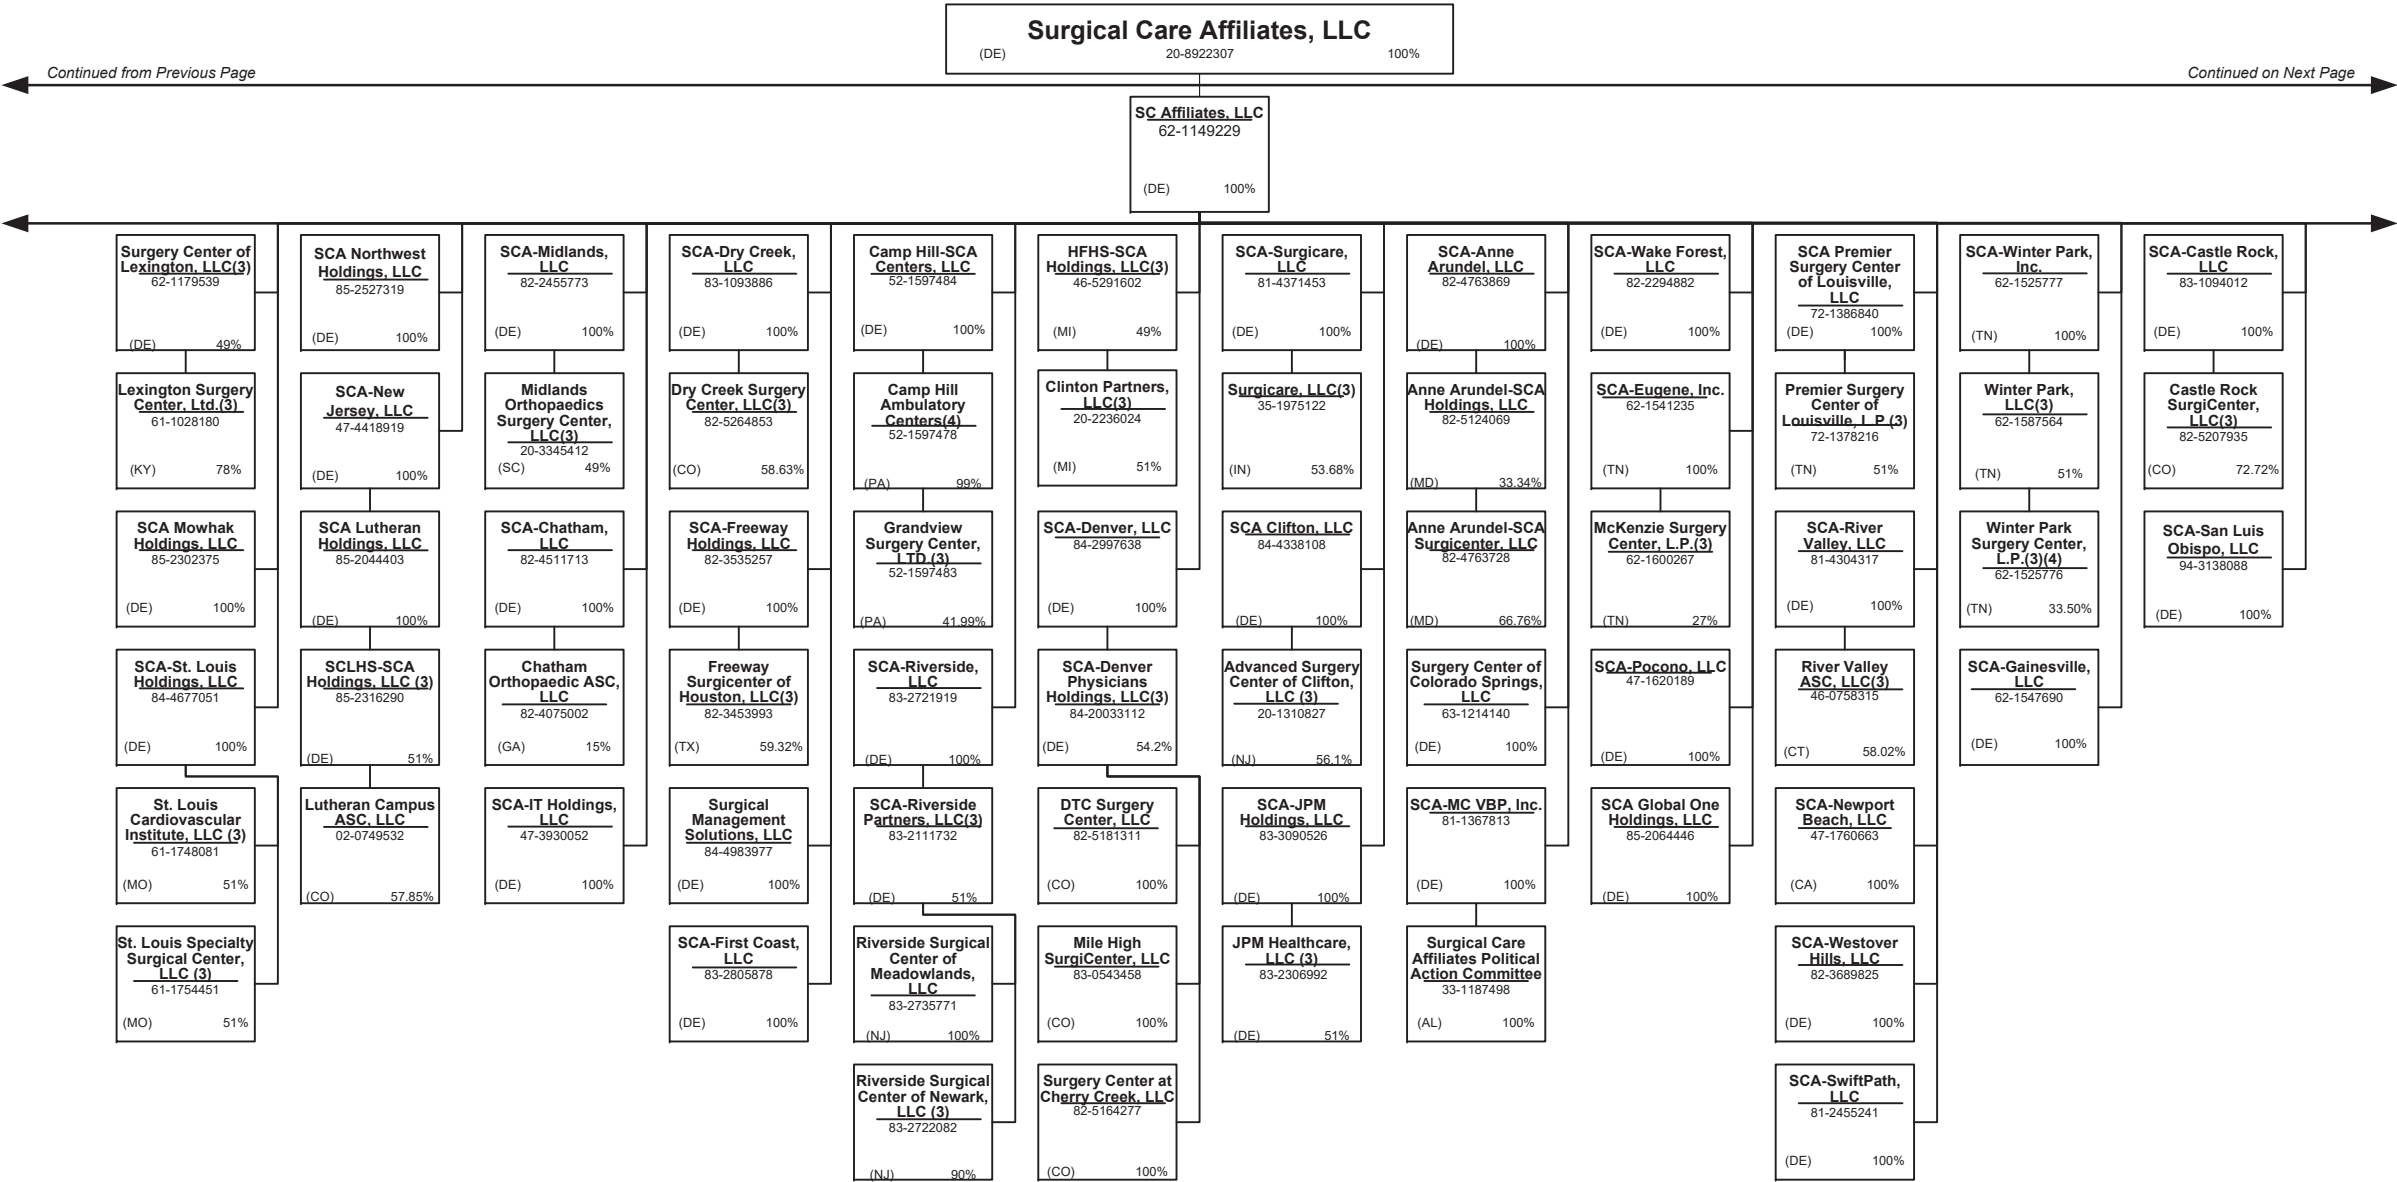 Surgical Care Affiliates, LLC
(DE) 20-8922307 100%
Continued from Previous Page
Continued on Next Page
SC Affiliates, LLC
62-1149229
(DE) 100%
Surgery Center of
Lexington, LLC(3)
62-1179539
(DE) 49%
Lexington Surgery
Center, Ltd.(3)
61-1028180
(KY) 78%
SCA Mowhak
Holdings, LLC
85-2302375
(DE) 100%
SCA-St. Louis
Holdings, LLC
84-4677051
(DE) 100%
St. Louis
Cardiovascular
Institute, LLC (3)
61-1748081
(MO) 51%
St. Louis Specialty
Surgical Center,
LLC (3)
61-1754451
(MO) 51%
SCA Northwest
Holdings, LLC
85-2527319
(DE) 100%
SCA-New
Jersey, LLC
47-4418919
(DE) 100%
SCA Lutheran
Holdings, LLC
85-2044403
(DE) 100%
SCLHS-SCA
Holdings, LLC (3)
85-2316290
(DE) 51%
Lutheran Campus
ASC, LLC
02-0749532
(CO) 57.85%
SCA-Midlands,
LLC
82-2455773
(DE) 100%
Midlands
Orthopaedics
Surgery Center,
LLC(3)
20-3345412
(SC) 49%
SCA-Chatham,
LLC
82-4511713
(DE) 100%
Chatham
Orthopaedic ASC,
LLC
82-4075002
(GA) 15%
SCA-IT Holdings,
LLC
47-3930052
(DE) 100%
SCA-Dry Creek,
LLC
83-1093886
(DE) 100%
Dry Creek Surgery
Center, LLC(3)
82-5264853
(CO) 58.63%
SCA-Freeway
Holdings, LLC
82-3535257
(DE) 100%
Freeway
Surgicenter of
Houston, LLC(3)
82-3453993
(TX) 59.32%
Surgical
Management
Solutions, LLC
84-4983977
(DE) 100%
SCA-First Coast,
LLC
83-2805878
(DE) 100%
Camp Hill-SCA
Centers, LLC
52-1597484
(DE) 100%
Camp Hill
Ambulatory
Centers(4)
52-1597478
(PA) 99%
Grandview
Surgery Center,
LTD.(3)
52-1597483
(PA) 41.99%
SCA-Riverside,
LLC
83-2721919
(DE) 100%
SCA-Riverside
Partners, LLC(3)
83-2111732
(DE) 51%
Riverside Surgical
Center of
Meadowlands,
LLC
83-2735771
(NJ) 100%
Riverside Surgical
Center of Newark,
LLC (3)
83-2722082
(NJ) 90%
HFHS-SCA
Holdings, LLC(3)
46-5291602
(MI) 49%
Clinton Partners,
LLC(3)
20-2236024
(MI) 51%
SCA-Denver, LLC
84-2997638
(DE) 100%
SCA-Denver
Physicians
Holdings, LLC(3)
84-20033112
(DE) 54.2%
DTC Surgery
Center, LLC
82-5181311
(CO) 100%
Mile High
SurgiCenter, LLC
83-0543458
(CO) 100%
Surgery Center at
Cherry Creek, LLC
82-5164277
(CO) 100%
SCA-Surgicare,
LLC
81-4371453
(DE) 100%
Surgicare, LLC(3)
35-1975122
(IN) 53.68%
SCA Clifton, LLC
84-4338108
(DE) 100%
Advanced Surgery
Center of Clifton,
LLC (3)
20-1310827
(NJ) 56.1%
SCA-JPM
Holdings, LLC
83-3090526
(DE) 100%
JPM Healthcare,
LLC (3)
83-2306992
(DE) 51%
SCA-Anne
Arundel, LLC
82-4763869
(DE) 100%
Anne Arundel-SCA
Holdings, LLC
82-5124069
(MD) 33.34%
Anne Arundel-SCA
Surgicenter, LLC
82-4763728
(MD) 66.76%
Surgery Center of
Colorado Springs,
LLC
63-1214140
(DE) 100%
SCA-MC VBP, Inc.
81-1367813
(DE) 100%
Surgical Care
Affiliates Political
Action Committee
33-1187498
(AL) 100%
SCA-Wake Forest,
LLC
82-2294882
(DE) 100%
SCA-Eugene, Inc.
62-1541235
(TN) 100%
McKenzie Surgery
Center, L.P.(3)
62-1600267
(TN) 27%
SCA-Pocono, LLC
47-1620189
(DE) 100%
SCA Global One
Holdings, LLC
85-2064446
(DE) 100%
SCA Premier
Surgery Center
of Louisville,
LLC
72-1386840
(DE) 100%
Premier Surgery
Center of
Louisville, L.P.(3)
72-1378216
(TN) 51%
SCA-River
Valley, LLC
81-4304317
(DE) 100%
River Valley
ASC, LLC(3)
46-0758315
(CT) 58.02%
SCA-Newport
Beach, LLC
47-1760663
(CA) 100%
SCA-Westover
Hills, LLC
82-3689825
(DE) 100%
SCA-SwiftPath,
LLC
81-2455241
(DE) 100%
SCA-Winter Park,
Inc.
62-1525777
(TN) 100%
Winter Park,
LLC(3)
62-1587564
(TN) 51%
Winter Park
Surgery Center,
L.P.(3)(4)
62-1525776
(TN) 33.50%
SCA-Gainesville,
LLC
62-1547690
(DE) 100%
SCA-Castle Rock,
LLC
83-1094012
(DE) 100%
Castle Rock
SurgiCenter,
LLC(3)
82-5207935
(CO) 72.72%
SCA-San Luis
Obispo, LLC
94-3138088
(DE) 100%